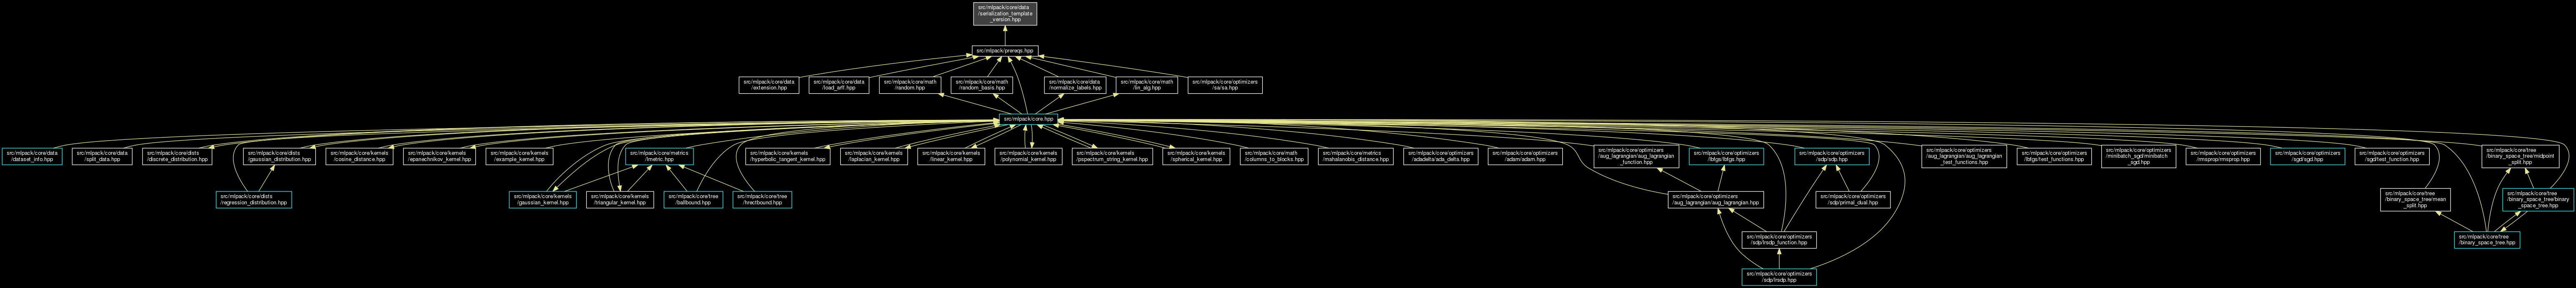 src/mlpack/core/data
/serialization_template
_version.hpp
src/mlpack/prereqs.hpp
src/mlpack/core/data
/extension.hpp
src/mlpack/core/data
/load_arff.hpp
src/mlpack/core/math
/random.hpp
src/mlpack/core/math
/random_basis.hpp
src/mlpack/core/data
/normalize_labels.hpp
src/mlpack/core/math
/lin_alg.hpp
src/mlpack/core/optimizers
/sa/sa.hpp
src/mlpack/core.hpp
src/mlpack/core/data
/dataset_info.hpp
src/mlpack/core/data
/split_data.hpp
src/mlpack/core/dists
/discrete_distribution.hpp
src/mlpack/core/dists
/gaussian_distribution.hpp
src/mlpack/core/kernels
/cosine_distance.hpp
src/mlpack/core/kernels
/epanechnikov_kernel.hpp
src/mlpack/core/kernels
/example_kernel.hpp
src/mlpack/core/metrics
/lmetric.hpp
src/mlpack/core/kernels
/hyperbolic_tangent_kernel.hpp
src/mlpack/core/kernels
/laplacian_kernel.hpp
src/mlpack/core/kernels
/linear_kernel.hpp
src/mlpack/core/kernels
/polynomial_kernel.hpp
src/mlpack/core/kernels
/pspectrum_string_kernel.hpp
src/mlpack/core/kernels
/spherical_kernel.hpp
src/mlpack/core/math
/columns_to_blocks.hpp
src/mlpack/core/metrics
/mahalanobis_distance.hpp
src/mlpack/core/optimizers
/adadelta/ada_delta.hpp
src/mlpack/core/optimizers
/adam/adam.hpp
src/mlpack/core/optimizers
/aug_lagrangian/aug_lagrangian
_function.hpp
src/mlpack/core/optimizers
/lbfgs/lbfgs.hpp
src/mlpack/core/optimizers
/sdp/sdp.hpp
src/mlpack/core/optimizers
/aug_lagrangian/aug_lagrangian
_test_functions.hpp
src/mlpack/core/optimizers
/lbfgs/test_functions.hpp
src/mlpack/core/optimizers
/minibatch_sgd/minibatch
_sgd.hpp
src/mlpack/core/optimizers
/rmsprop/rmsprop.hpp
src/mlpack/core/optimizers
/sgd/sgd.hpp
src/mlpack/core/optimizers
/sgd/test_function.hpp
src/mlpack/core/tree
/binary_space_tree/midpoint
_split.hpp
src/mlpack/core/dists
/regression_distribution.hpp
src/mlpack/core/kernels
/gaussian_kernel.hpp
src/mlpack/core/kernels
/triangular_kernel.hpp
src/mlpack/core/tree
/ballbound.hpp
src/mlpack/core/tree
/hrectbound.hpp
src/mlpack/core/optimizers
/aug_lagrangian/aug_lagrangian.hpp
src/mlpack/core/optimizers
/sdp/primal_dual.hpp
src/mlpack/core/tree
/binary_space_tree/mean
_split.hpp
src/mlpack/core/tree
/binary_space_tree/binary
_space_tree.hpp
src/mlpack/core/optimizers
/sdp/lrsdp_function.hpp
src/mlpack/core/tree
/binary_space_tree.hpp
src/mlpack/core/optimizers
/sdp/lrsdp.hpp